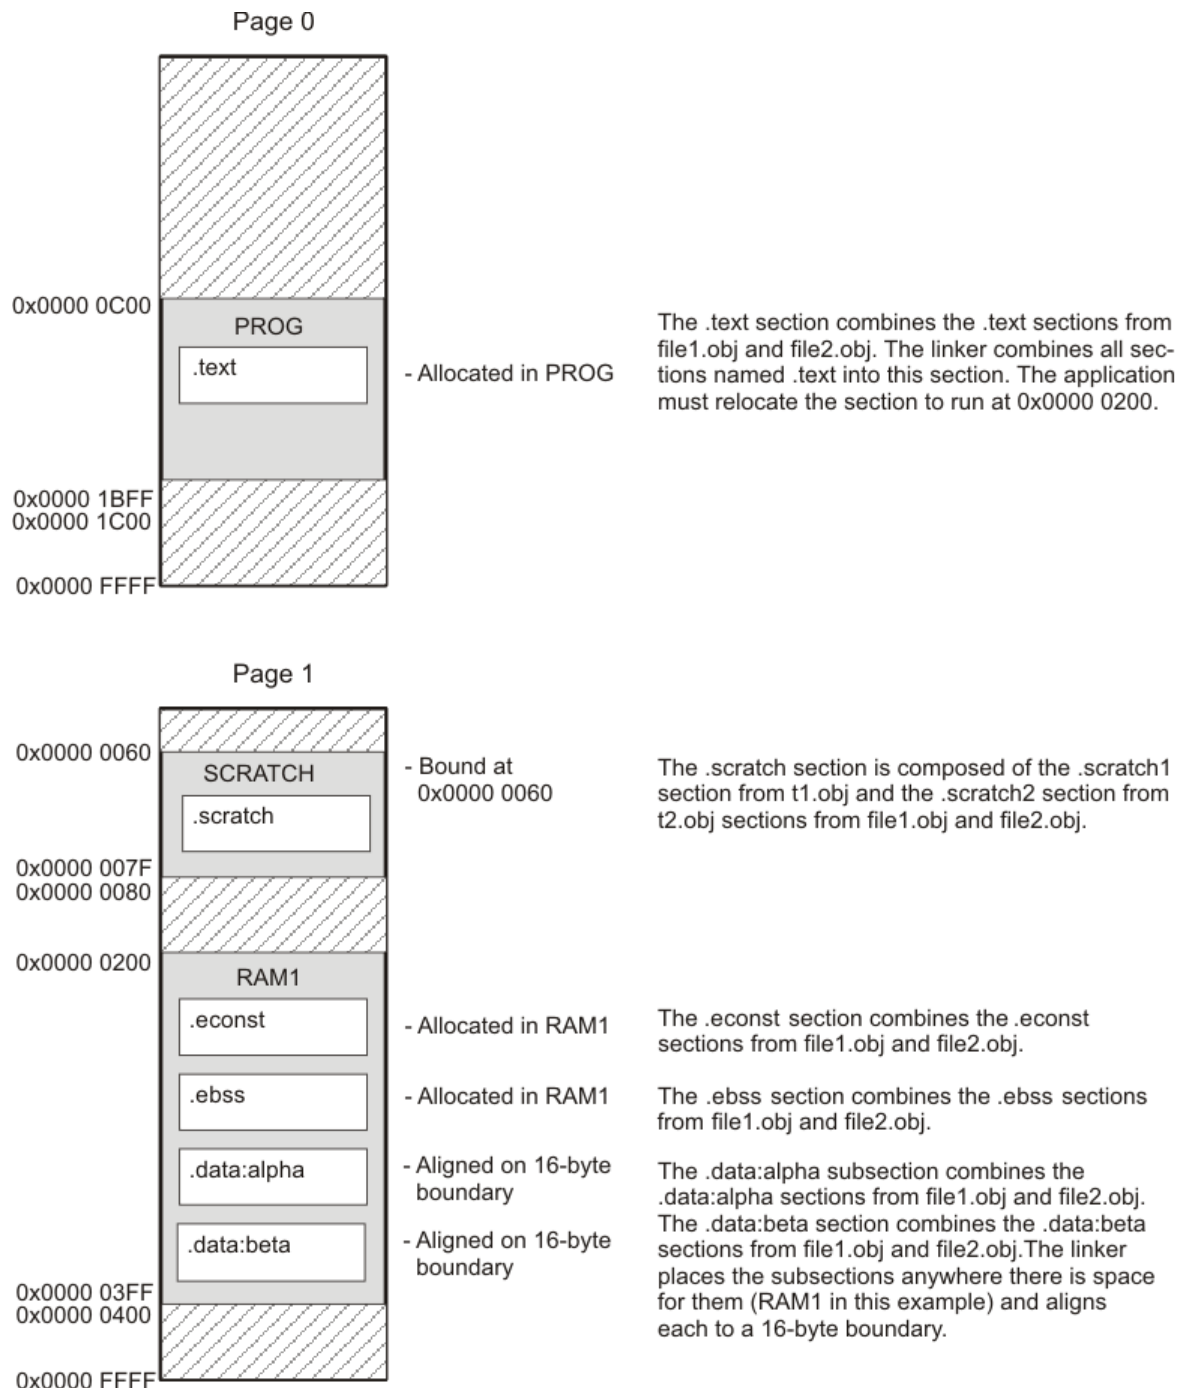 Page 0
0x0000 0C00
PROG
.text
- Allocated in PROG
The .text section combines the .text sections from
file1.obj and file2.obj. The linker combines all sec-
tions named .text into this section. The application
must relocate the section to run at 0x0000 0200.
0x0000 1BFF
0x0000 1C00
0x0000 FFFF
Page 1
0x0000 0060
SCRATCH
.scratch
- Bound at
0x0000 0060
The .scratch section is composed of the .scratch1
section from t1.obj and the .scratch2 section from
t2.obj sections from file1.obj and file2.obj.
0x0000 007F
0x0000 0080
0x0000 0200
RAM1
.econst
- Allocated in RAM1
The .econst section combines the .econst
sections from file1.obj and file2.obj.
.ebss
- Allocated in RAM1
The .ebss section combines the .ebss sections
from file1.obj and file2.obj.
.data:alpha
- Aligned on 16-byte
boundary
The .data:alpha subsection combines the
.data:alpha sections from file1.obj and file2.obj.
The .data:beta section combines the .data:beta
sections from file1.obj and file2.obj.The linker
places the subsections anywhere there is space
for them (RAM1 in this example) and aligns
each to a 16-byte boundary.
.data:beta
- Aligned on 16-byte
boundary
0x0000 03FF
0x0000 0400
0x0000 FFFF